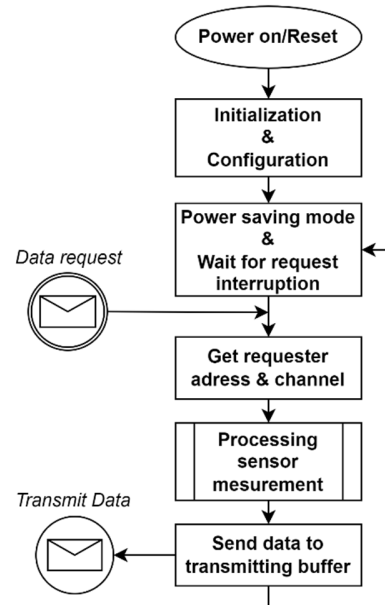 Power on/Reset
Initialization
&
Configuration
Power saving mode
&
Wait for request
interruption
Data request
Get requester
adress & channel
Processing
sensor
mesurement
Transmit Data
Send data to
transmitting buffer